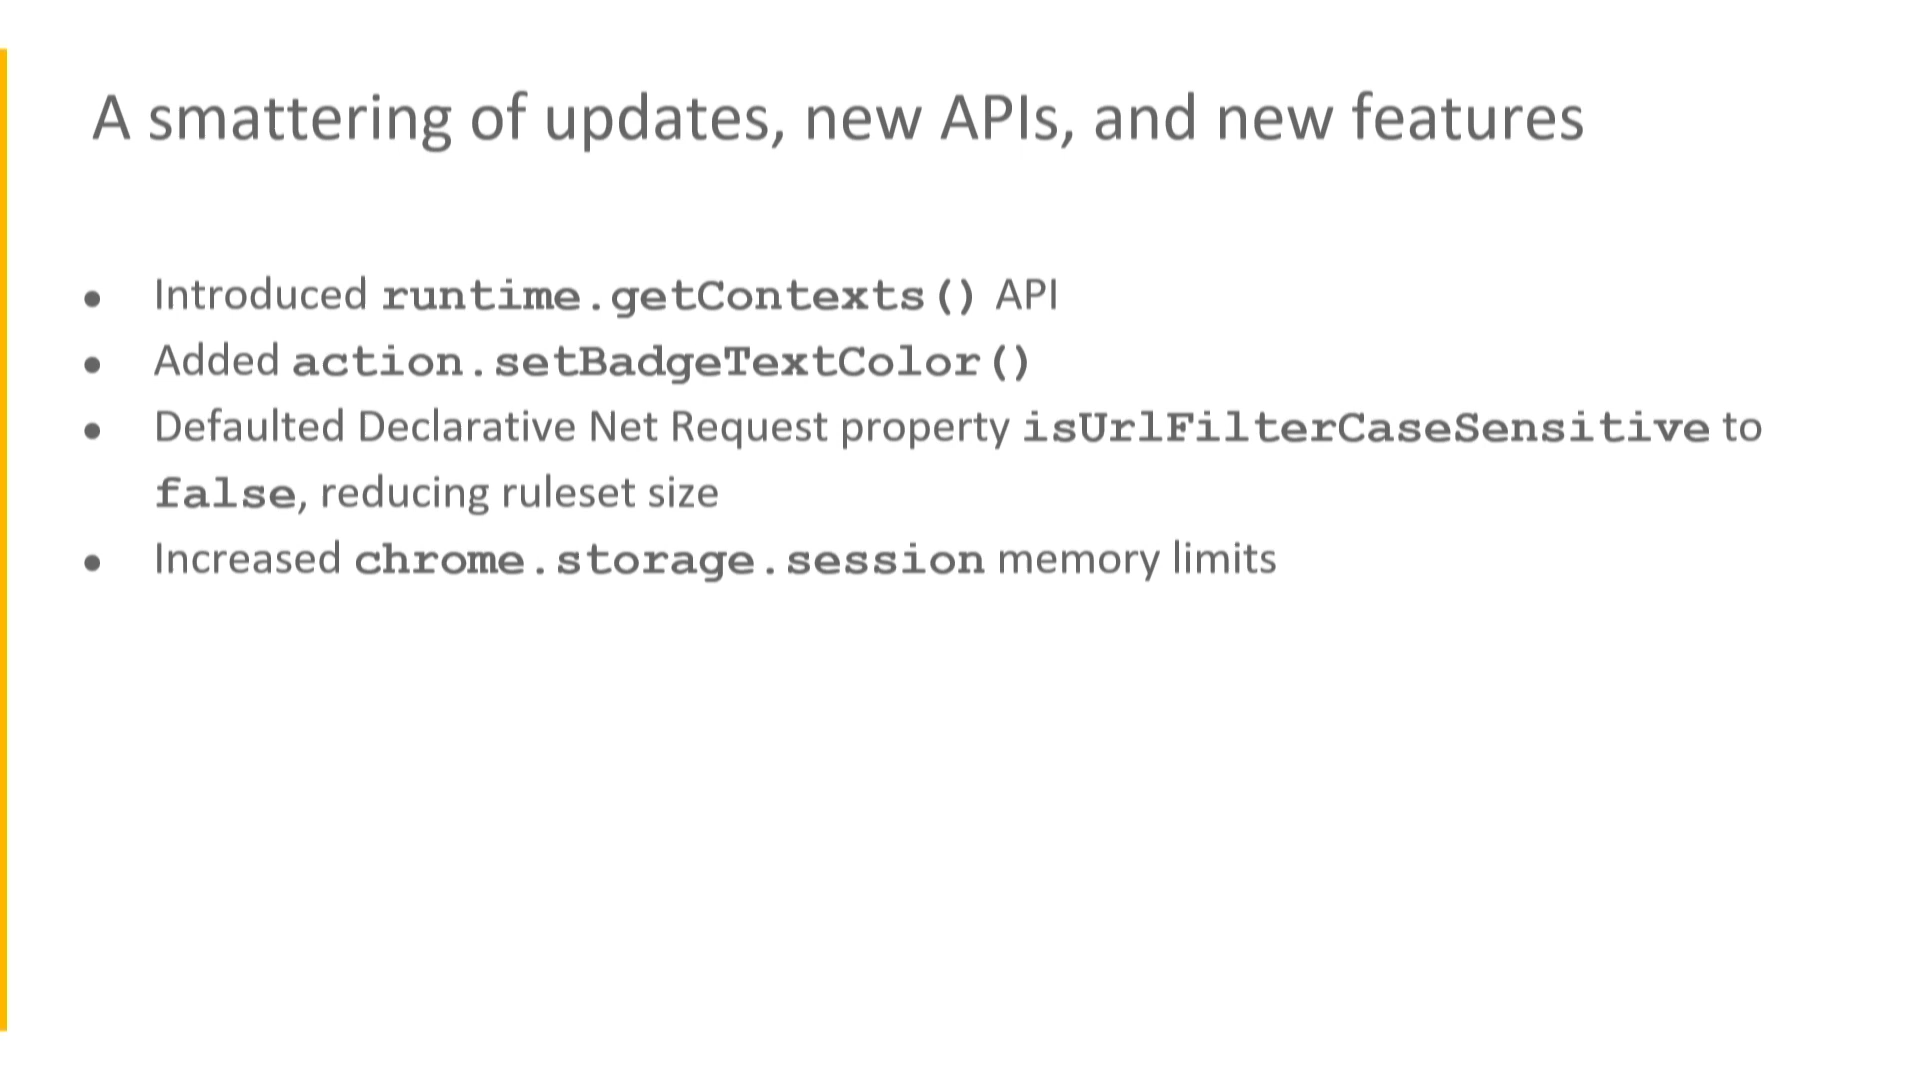 A smattering of updates, new APIs, and new features
● Introduced runtime.getContexts() API
● Added action.setBadgeTextColor()
● Defaulted Declarative Net Request property isUrlFilterCaseSensitive to
false, reducing ruleset size
● Increased chrome.storage.session memory limits